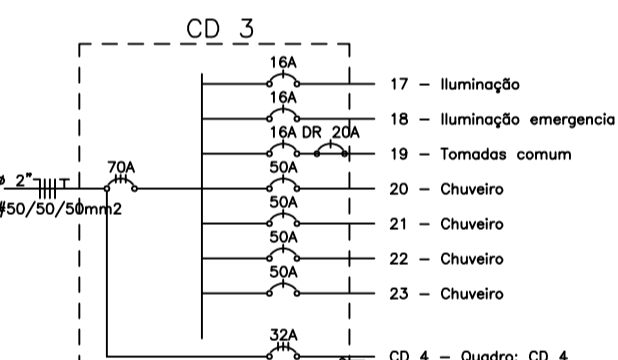 CD 3
16A
17 - Iluminação
16A
18 - Iluminação emergencia
16A DR 20A
19 - Tomadas comum
70A
50A
20 - Chuveiro
2"
#50/50/50mm2
50A
21 - Chuveiro
50A
22 - Chuveiro
50A
23 - Chuveiro
32A
CD 4 - Quadro: CD 4